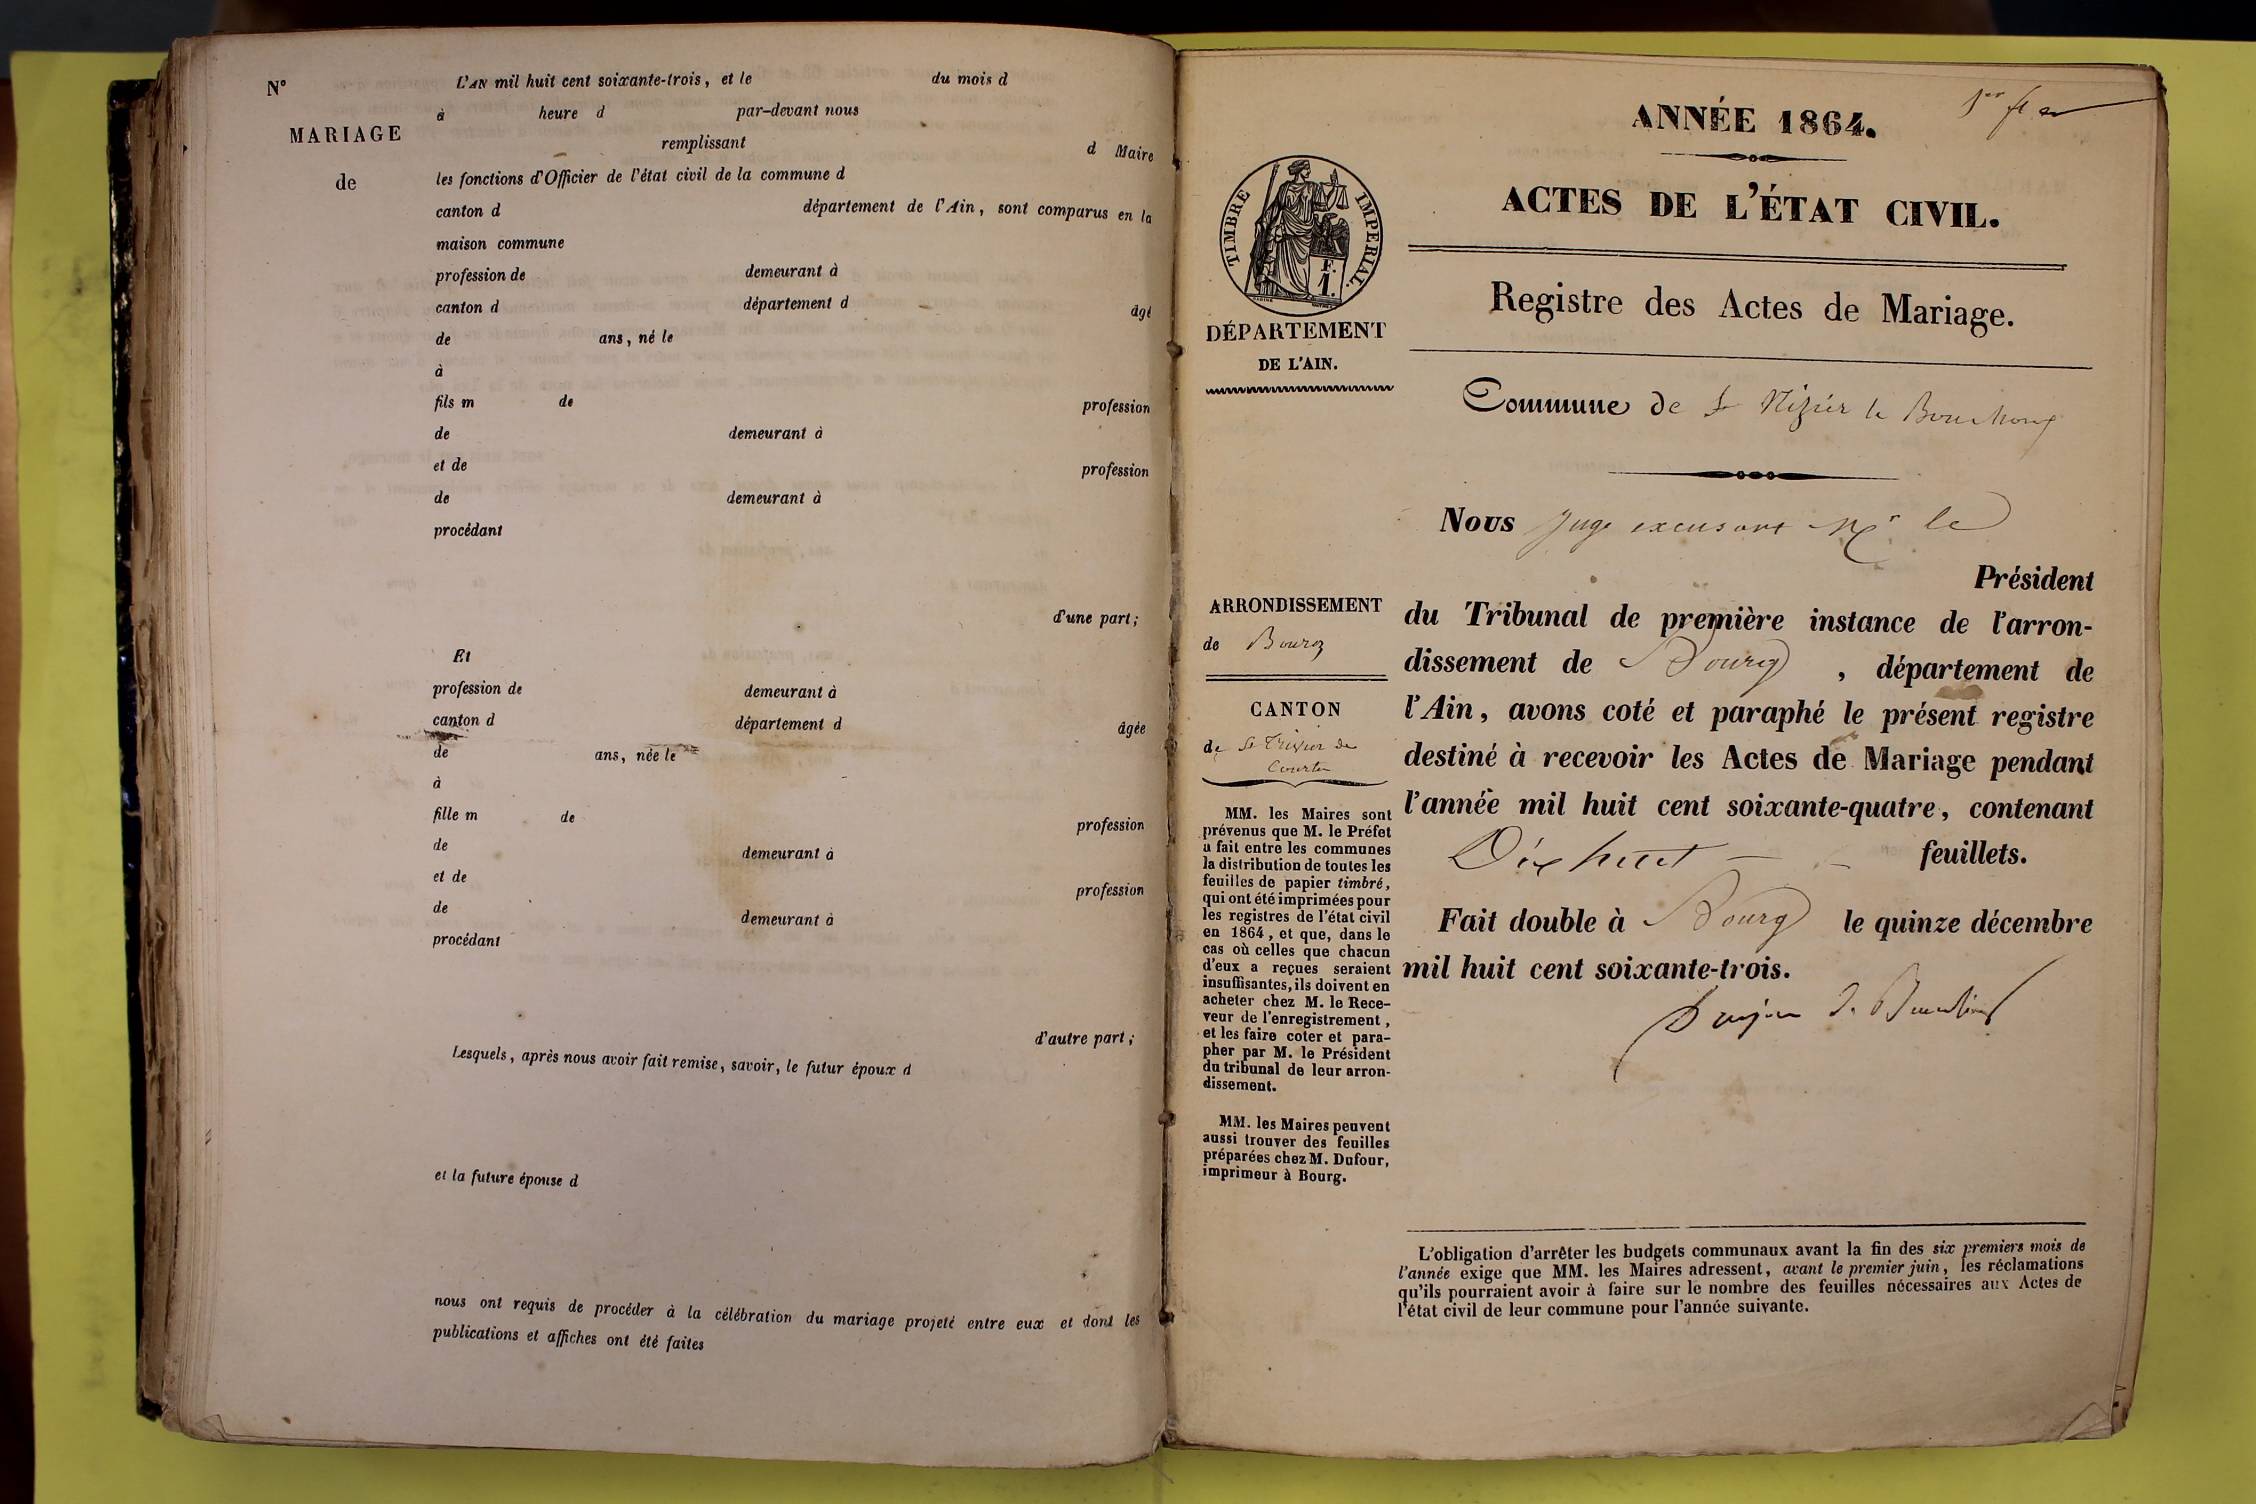 N°
MARIAGE
de
L'AN mil huit cent soixante-trois, et le du mois d
à heure d par-devant nous
remplissant d Maire
les fonctions d'Officier de l'état civil de la commune d
canton d département de l'Ain, sont comparus en la
maison commune
profession de demeurant à
canton d département d âgé
de ans, né le
à
fils m de profession
de demeurant à
et de profession
de demeurant à
procédant
d'une part;
Et
profession de demeurant à
canton d département d âgée
de ans, née le
à
fille m de profession
de demeurant à
et de profession
de demeurant à
procédant
d'autre part;
Lesquels, après nous avoir fait remise, savoir, le futur époux d
et la future épouse d
nous ont requis de procéder à la célébration du mariage projeté entre eux et dont les
publications et affiches ont été faites
1er
TIMBRE IMPERIAL.
F.
1.
DÉPARTEMENT
DE L'AIN.
ARRONDISSEMENT
de Bourg
CANTON
de St Trivier de
Courtes
MM. les Maires sont
prévenus que M. le Préfet
a fait entre les communes
la distribution de toutes les
feuilles de papier timbré,
qui ont été imprimées pour
les registres de l'état civil
en 1864, et que, dans le
cas où celles que chacun
d'eux a reçues seraient
insuffisantes, ils doivent en
acheter chez M. le Rece-
veur de l'enregistrement,
et les faire coter et para-
pher par M. le Président
du tribunal de leur arron-
dissement.
MM. les Maires peuvent
aussi trouver des feuilles
préparées chez M. Dufour,
imprimeur à Bourg.
ANNÉE 1864.
ACTES DE L'ÉTAT CIVIL.
Registre des Actes de Mariage.
Commune de St Nizier le Bouchoux
Nous Juge excusant Mr le
Président
du Tribunal de première instance de l'arron-
dissement de Bourg, département de
l'Ain, avons coté et paraphé le présent registre
destiné à recevoir les Actes de Mariage pendant
l'année mil huit cent soixante-quatre, contenant
Dix huit feuillets.
Fait double à Bourg le quinze décembre
mil huit cent soixante-trois.
L'obligation d'arrêter les budgets communaux avant la fin des six premiers mois de
l'année exige que MM. les Maires adressent, avant le premier juin, les réclamations
qu'ils pourraient avoir à faire sur le nombre des feuilles nécessaires aux Actes de
l'état civil de leur commune pour l'année suivante.